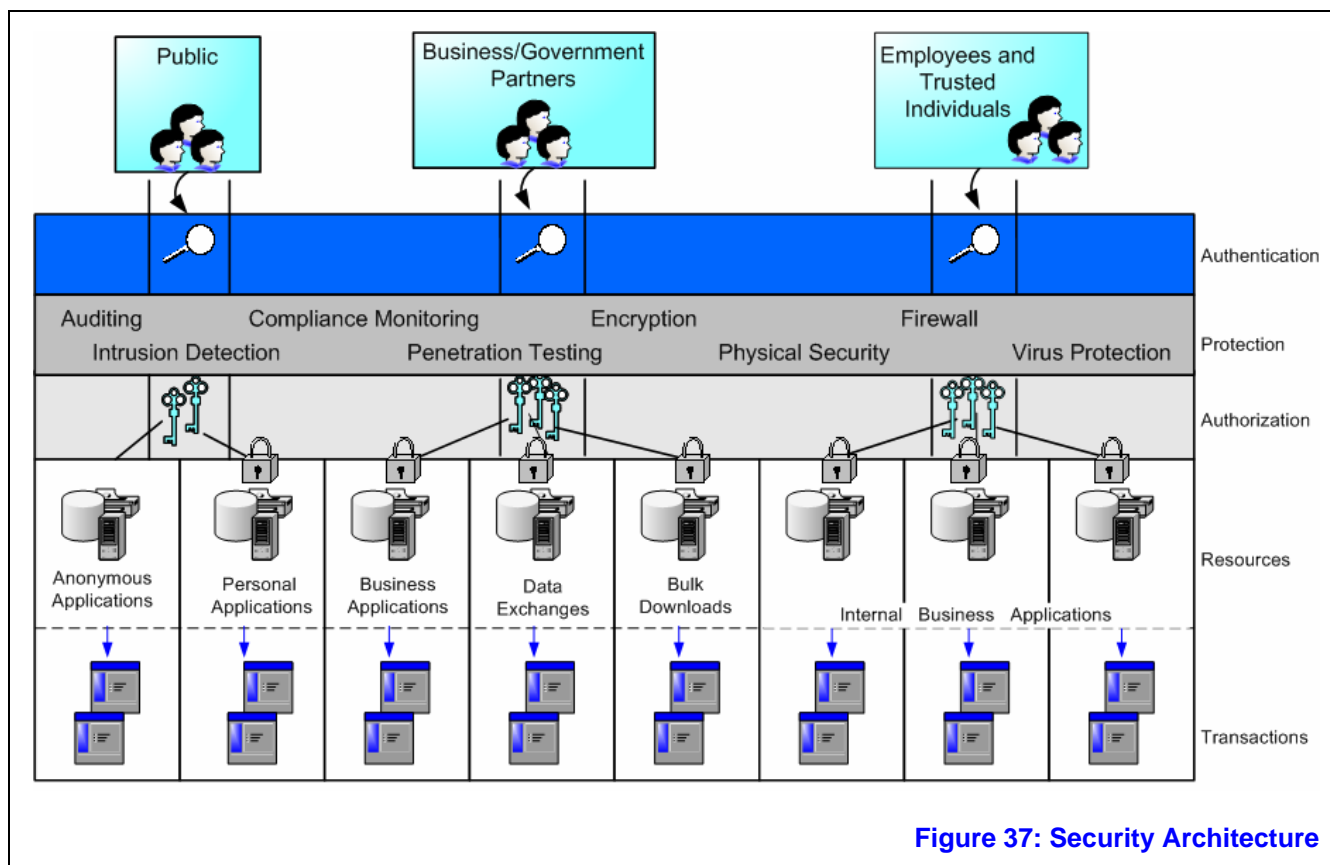 Public
Business/Government
Partners
Employees and
Trusted
Individuals
Authentication
Auditing
Compliance Monitoring
Encryption
Firewall
Intrusion Detection
Penetration Testing
Physical Security
Virus Protection
Protection
Authorization
Resources
Anonymous
Applications
Personal
Applications
Business
Applications
Data
Exchanges
Bulk
Downloads
Internal Business Applications
Transactions
Figure 37: Security Architecture